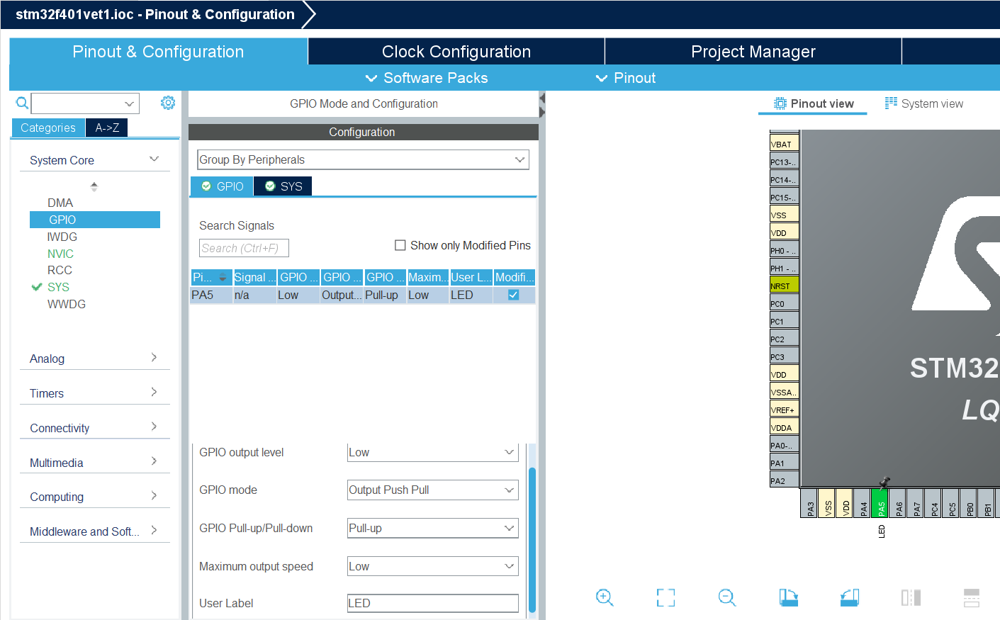 stm32f401vet1.ioc - Pinout & Configuration
Pinout & Configuration
Clock Configuration
Project Manager
Software Packs
Pinout
GPIO Mode and Configuration
Pinout view
System view
Categories
A->Z
Configuration
System Core
Group By Peripherals
GPIO
SYS
DMA
GPIO
IWDG
NVIC
RCC
SYS
WWDG
Search Signals
Search (Ctrl+F)
Show only Modified Pins
Pi...
Signal ...
GPIO ...
GPIO ...
GPIO ...
Maxim...
User L...
Modifi...
PA5
n/a
Low
Output...
Pull-up
Low
LED
Analog
Timers
Connectivity
Multimedia
Computing
Middleware and Soft...
GPIO output level
Low
GPIO mode
Output Push Pull
GPIO Pull-up/Pull-down
Pull-up
Maximum output speed
Low
User Label
LED
VBAT
PC13-..
PC14-..
PC15-..
VSS
VDD
PH0 - ..
PH1 - ..
NRST
PC0
PC1
PC2
PC3
VDD
VSSA..
VREF+
VDDA
PA0-..
PA1
PA2
STM32
LQ
PA3
VSS
VDD
PA4
PA5
PA6
PA7
PC4
PC5
PB0
PB1
LED